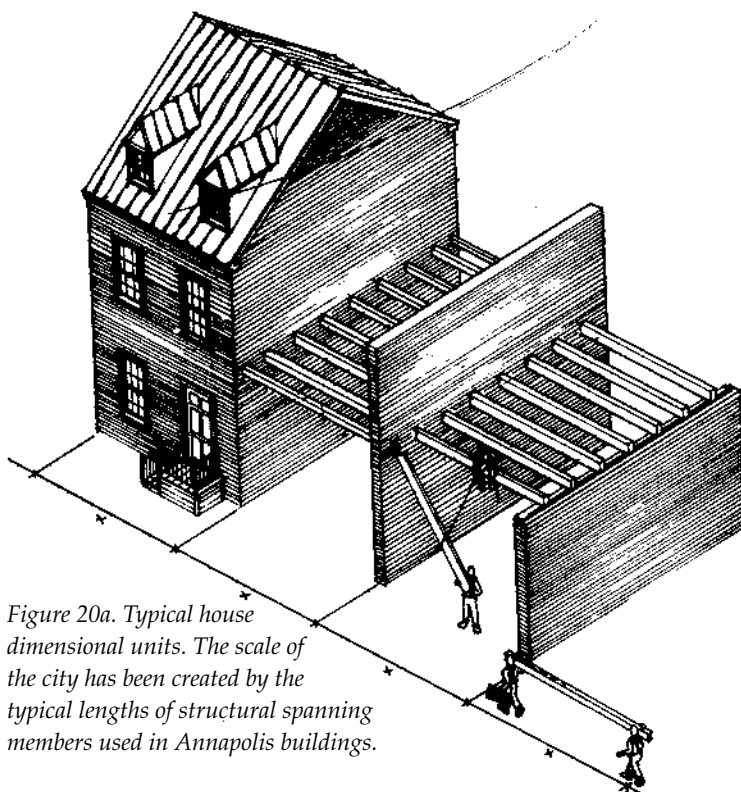 x
x
x
x
Figure 20a. Typical house
dimensional units. The scale of
the city has been created by the
typical lengths of structural spanning
members used in Annapolis buildings.